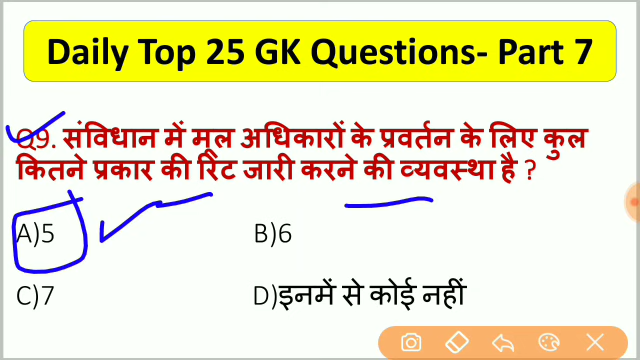 Daily Top 25 GK Questions- Part 7
Q9. संविधान में मूल अधिकारों के प्रवर्तन के लिए कुल
कितने प्रकार की रिट जारी करने की व्यवस्था है ?
A)5 B)6
C)7 D)इनमें से कोई नहीं